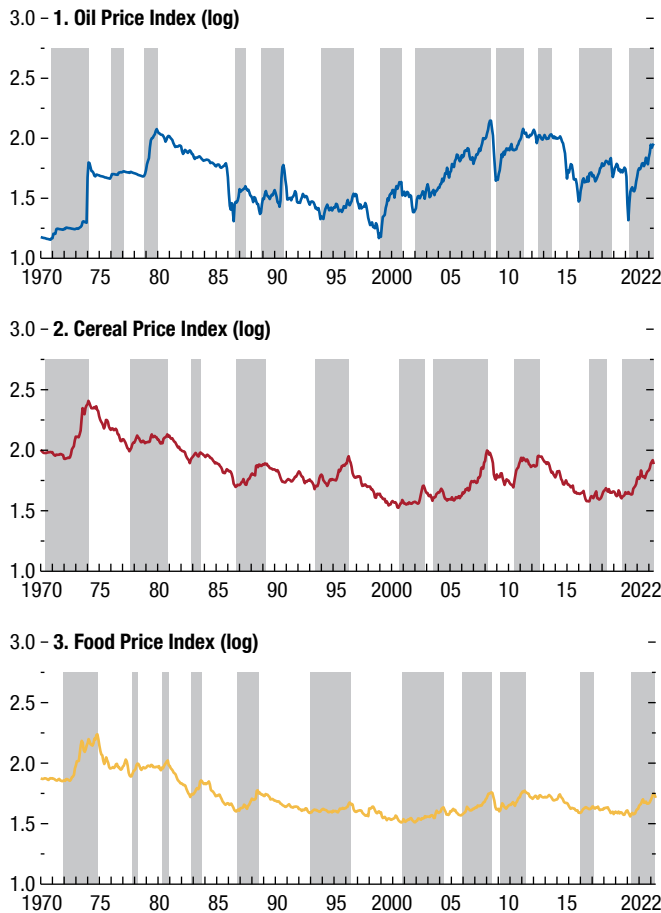 3.0 – 1. Oil Price Index (log)
2.5 –
2.0 –
1.5 –
1.0
1970 75 80 85 90 95 2000 05 10 15 2022
3.0 – 2. Cereal Price Index (log)
2.5 –
2.0 –
1.5 –
1.0
1970 75 80 85 90 95 2000 05 10 15 2022
3.0 – 3. Food Price Index (log)
2.5 –
2.0 –
1.5 –
1.0
1970 75 80 85 90 95 2000 05 10 15 2022